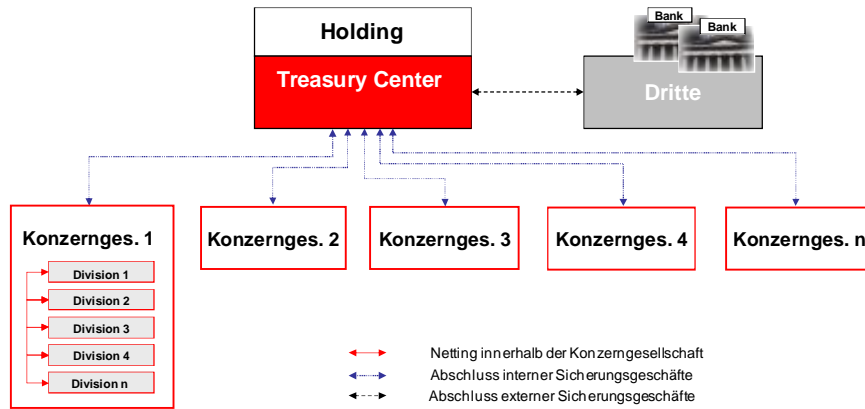 Bank
Bank
Holding
Treasury Center
Dritte
Konzernges. 1
Konzernges. 2
Konzernges. 3
Konzernges. 4
Konzernges. n
Division 1
Division 2
Division 3
Division 4
Division n
Netting innerhalb der Konzerngesellschaft
Abschluss interner Sicherungsgeschäfte
Abschluss externer Sicherungsgeschäfte